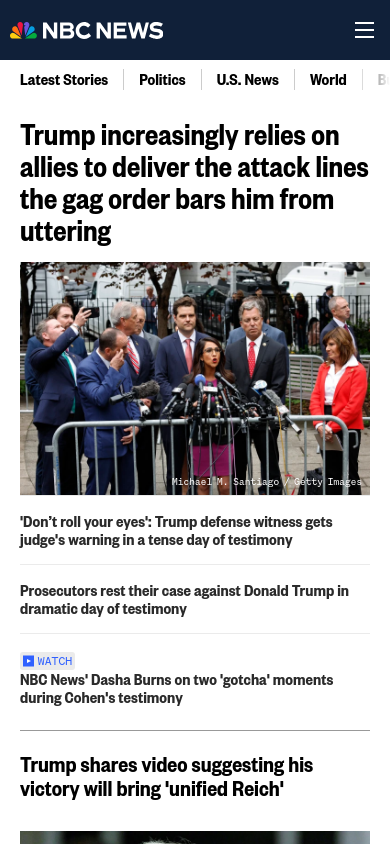 NBC NEWS
Latest Stories
Politics
U.S. News
World
Trump increasingly relies on
allies to deliver the attack lines
the gag order bars him from
uttering
Michael M. Santiago / Getty Images
'Don’t roll your eyes': Trump defense witness gets
judge's warning in a tense day of testimony
Prosecutors rest their case against Donald Trump in
dramatic day of testimony
WATCH
NBC News' Dasha Burns on two 'gotcha' moments
during Cohen's testimony
Trump shares video suggesting his
victory will bring 'unified Reich'